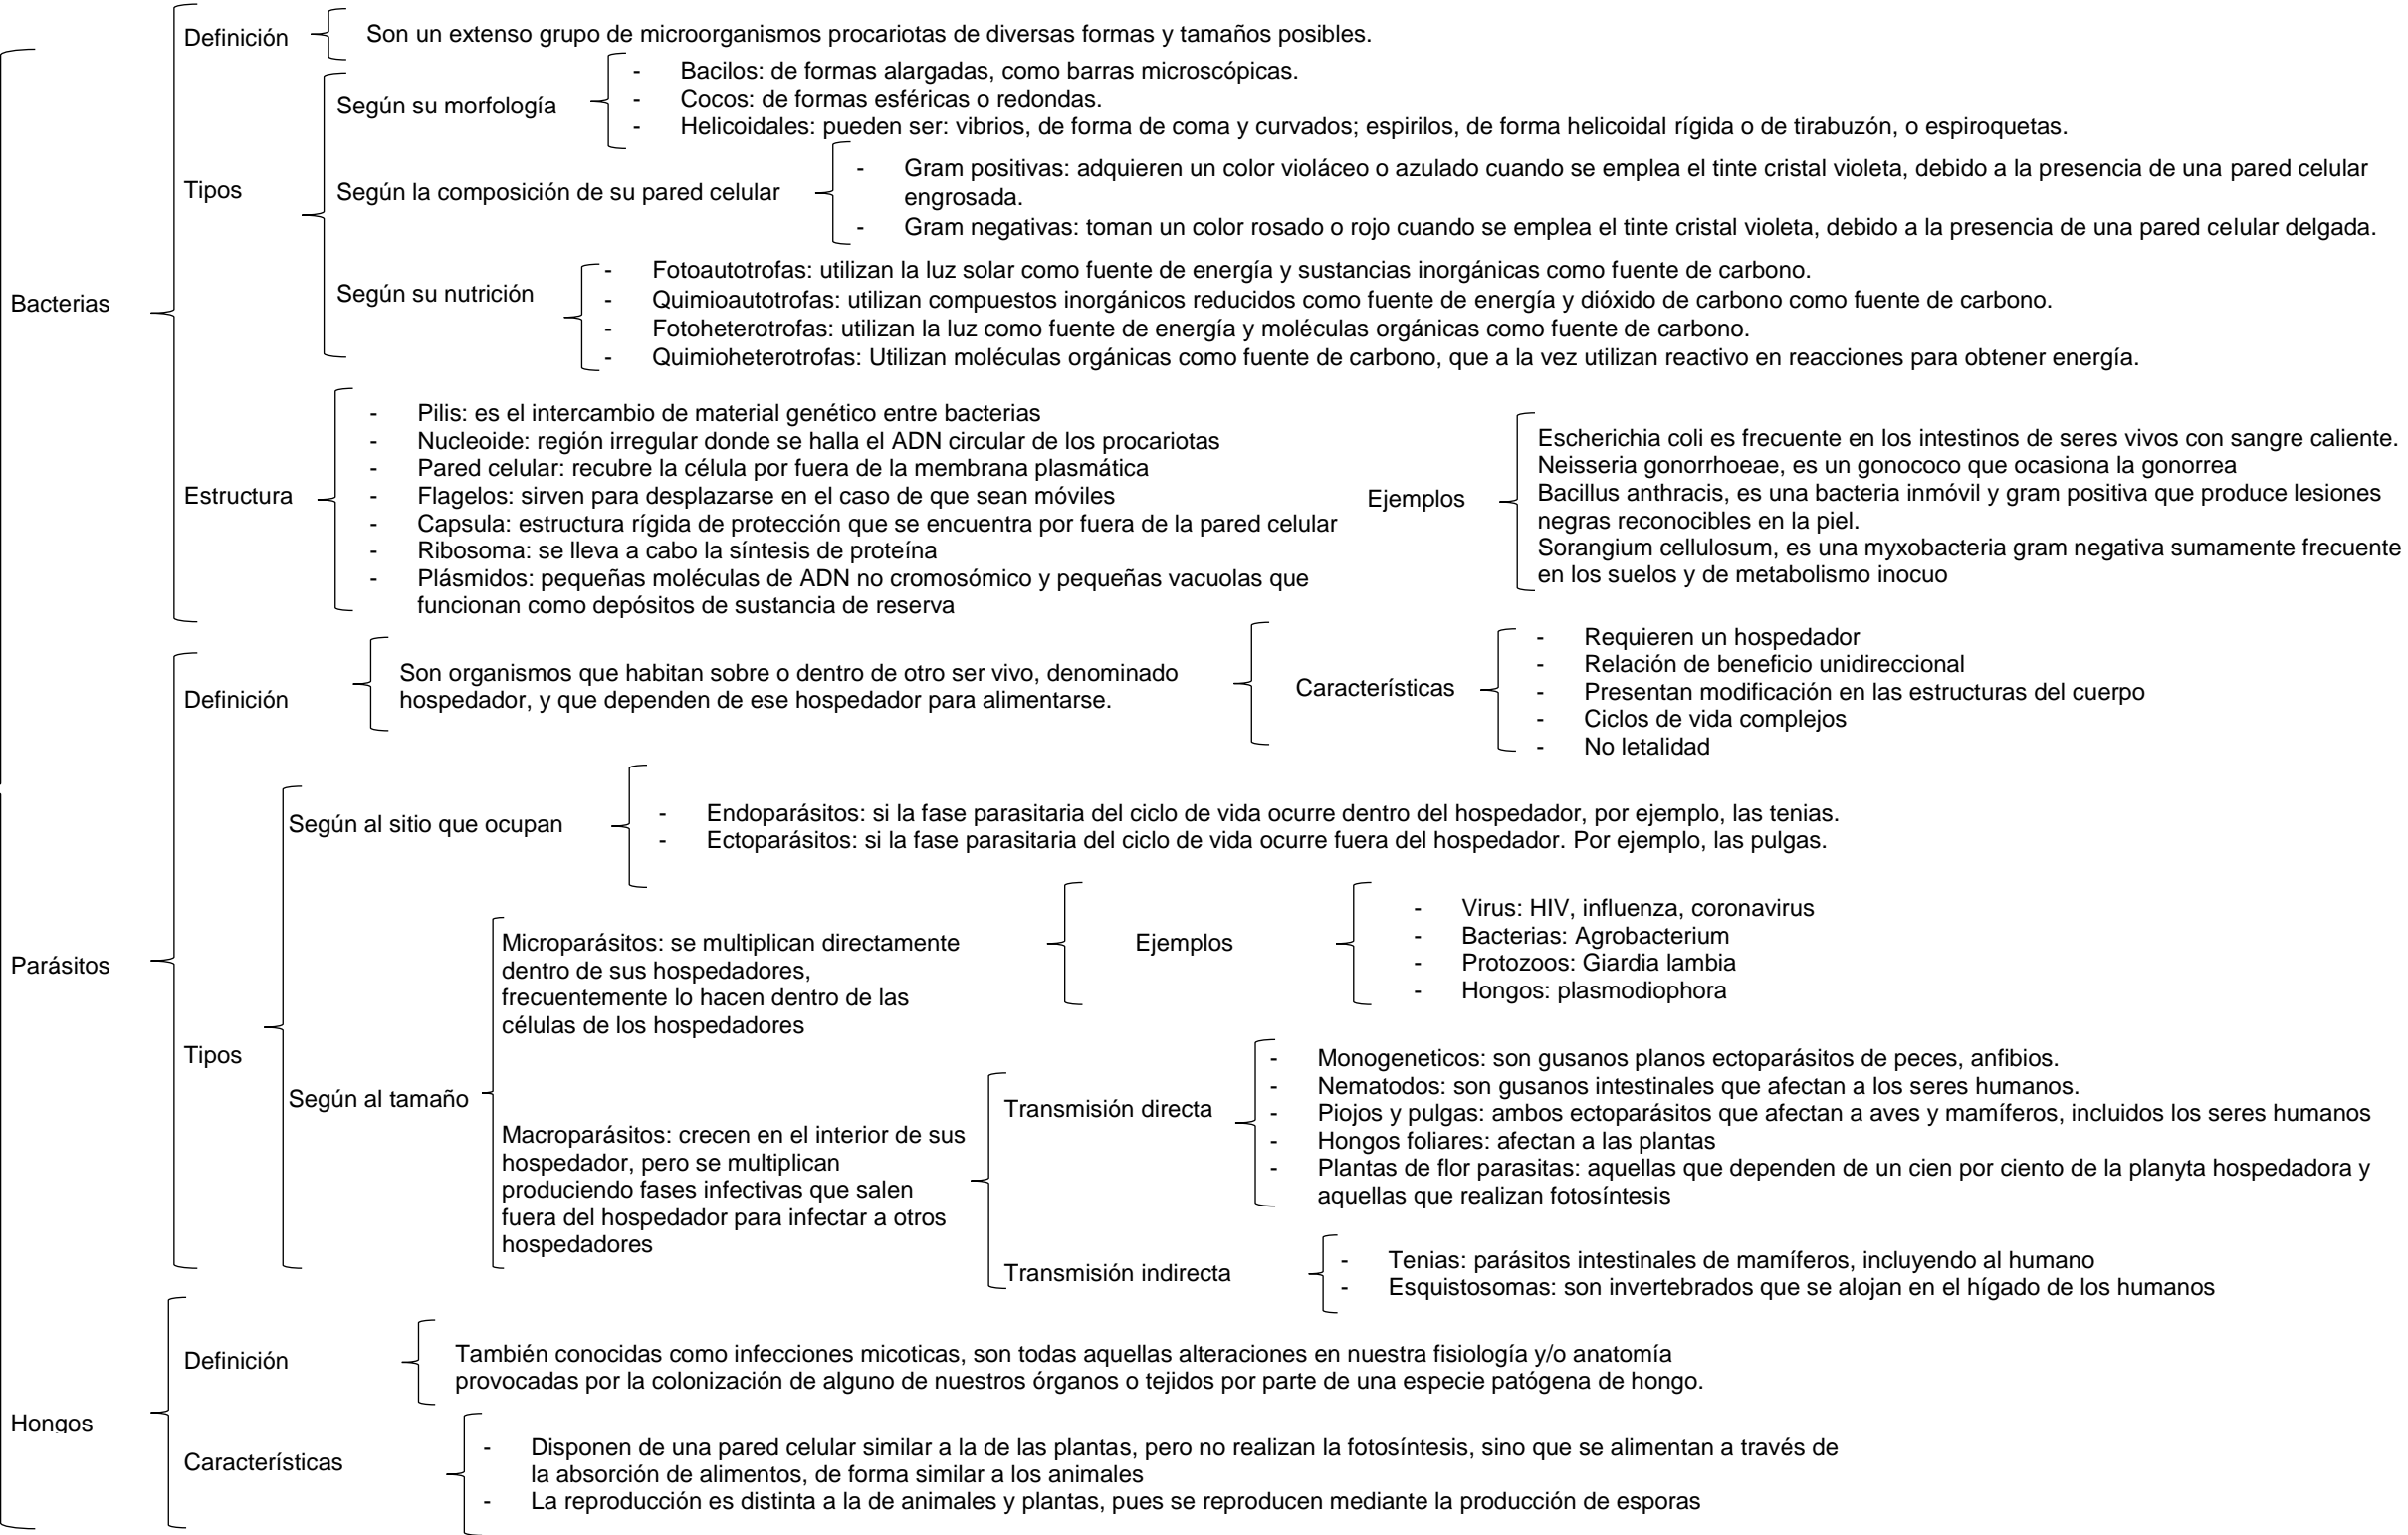 Bacterias
Definición
Son un extenso grupo de microorganismos procariotas de diversas formas y tamaños posibles.
Tipos
Según su morfología
- Bacilos: de formas alargadas, como barras microscópicas.
- Cocos: de formas esféricas o redondas.
- Helicoidales: pueden ser: vibrios, de forma de coma y curvados; espirilos, de forma helicoidal rígida o de tirabuzón, o espiroquetas.
Según la composición de su pared celular
- Gram positivas: adquieren un color violáceo o azulado cuando se emplea el tinte cristal violeta, debido a la presencia de una pared celular
engrosada.
- Gram negativas: toman un color rosado o rojo cuando se emplea el tinte cristal violeta, debido a la presencia de una pared celular delgada.
Según su nutrición
- Fotoautotrofas: utilizan la luz solar como fuente de energía y sustancias inorgánicas como fuente de carbono.
- Quimioautotrofas: utilizan compuestos inorgánicos reducidos como fuente de energía y dióxido de carbono como fuente de carbono.
- Fotoheterotrofas: utilizan la luz como fuente de energía y moléculas orgánicas como fuente de carbono.
- Quimioheterotrofas: Utilizan moléculas orgánicas como fuente de carbono, que a la vez utilizan reactivo en reacciones para obtener energía.
Estructura
- Pilis: es el intercambio de material genético entre bacterias
- Nucleoide: región irregular donde se halla el ADN circular de los procariotas
- Pared celular: recubre la célula por fuera de la membrana plasmática
- Flagelos: sirven para desplazarse en el caso de que sean móviles
- Capsula: estructura rígida de protección que se encuentra por fuera de la pared celular
- Ribosoma: se lleva a cabo la síntesis de proteína
- Plásmidos: pequeñas moléculas de ADN no cromosómico y pequeñas vacuolas que
funcionan como depósitos de sustancia de reserva
Ejemplos
Escherichia coli es frecuente en los intestinos de seres vivos con sangre caliente.
Neisseria gonorrhoeae, es un gonococo que ocasiona la gonorrea
Bacillus anthracis, es una bacteria inmóvil y gram positiva que produce lesiones
negras reconocibles en la piel.
Sorangium cellulosum, es una myxobacteria gram negativa sumamente frecuente
en los suelos y de metabolismo inocuo
Parásitos
Definición
Son organismos que habitan sobre o dentro de otro ser vivo, denominado
hospedador, y que dependen de ese hospedador para alimentarse.
Características
- Requieren un hospedador
- Relación de beneficio unidireccional
- Presentan modificación en las estructuras del cuerpo
- Ciclos de vida complejos
- No letalidad
Tipos
Según al sitio que ocupan
- Endoparásitos: si la fase parasitaria del ciclo de vida ocurre dentro del hospedador, por ejemplo, las tenias.
- Ectoparásitos: si la fase parasitaria del ciclo de vida ocurre fuera del hospedador. Por ejemplo, las pulgas.
Según al tamaño
Microparásitos: se multiplican directamente
dentro de sus hospedadores,
frecuentemente lo hacen dentro de las
células de los hospedadores
Ejemplos
- Virus: HIV, influenza, coronavirus
- Bacterias: Agrobacterium
- Protozoos: Giardia lambia
- Hongos: plasmodiophora
Macroparásitos: crecen en el interior de sus
hospedador, pero se multiplican
produciendo fases infectivas que salen
fuera del hospedador para infectar a otros
hospedadores
Transmisión directa
- Monogeneticos: son gusanos planos ectoparásitos de peces, anfibios.
- Nematodos: son gusanos intestinales que afectan a los seres humanos.
- Piojos y pulgas: ambos ectoparásitos que afectan a aves y mamíferos, incluidos los seres humanos
- Hongos foliares: afectan a las plantas
- Plantas de flor parasitas: aquellas que dependen de un cien por ciento de la planyta hospedadora y
aquellas que realizan fotosíntesis
Transmisión indirecta
- Tenias: parásitos intestinales de mamíferos, incluyendo al humano
- Esquistosomas: son invertebrados que se alojan en el hígado de los humanos
Hongos
Definición
También conocidas como infecciones micoticas, son todas aquellas alteraciones en nuestra fisiología y/o anatomía
provocadas por la colonización de alguno de nuestros órganos o tejidos por parte de una especie patógena de hongo.
Características
- Disponen de una pared celular similar a la de las plantas, pero no realizan la fotosíntesis, sino que se alimentan a través de
la absorción de alimentos, de forma similar a los animales
- La reproducción es distinta a la de animales y plantas, pues se reproducen mediante la producción de esporas